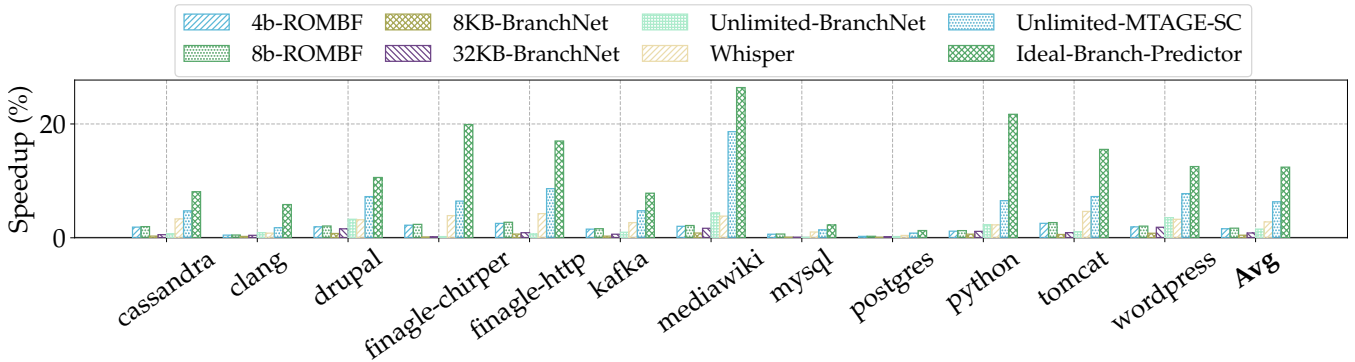 4b-ROMBF 8KB-BranchNet Unlimited-BranchNet Unlimited-MTAGE-SC
8b-ROMBF 32KB-BranchNet Whisper Ideal-Branch-Predictor
Speedup (%)
20
0
cassandra
clang
drupal
finagle-chirper
finagle-http
kafka
mediawiki
mysql
postgres
python
tomcat
wordpress
Avg